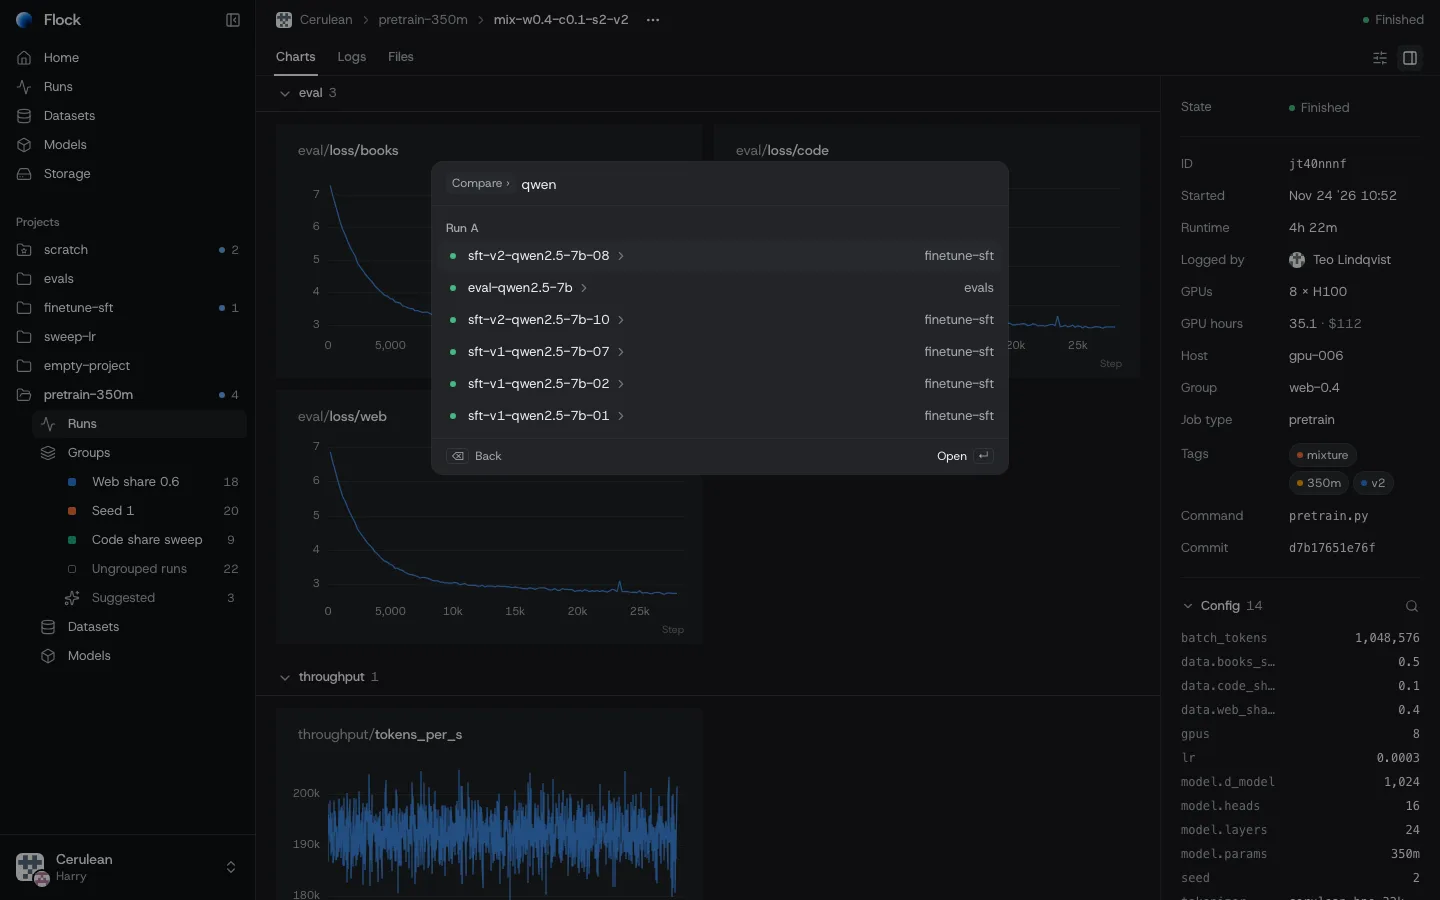 Flock
Home
Runs
Datasets
Models
Storage
Projects
scratch 2
evals
finetune-sft 1
sweep-lr
empty-project
pretrain-350m 4
Runs
Groups
Web share 0.6 18
Seed 1 20
Code share sweep 9
Ungrouped runs 22
Suggested 3
Datasets
Models
Cerulean
Harry
Cerulean > pretrain-350m > mix-w0.4-c0.1-s2-v2 ···
Finished
Charts Logs Files
eval 3
eval/loss/books
7
6
5
4
3
0 5,000
eval/loss/code
20k 25k
Step
Compare › qwen
Run A
sft-v2-qwen2.5-7b-08 > finetune-sft
eval-qwen2.5-7b > evals
sft-v2-qwen2.5-7b-10 > finetune-sft
sft-v1-qwen2.5-7b-07 > finetune-sft
sft-v1-qwen2.5-7b-02 > finetune-sft
sft-v1-qwen2.5-7b-01 > finetune-sft
Back
Open
eval/loss/web
7
6
5
4
3
0 5,000 10k 15k 20k 25k
Step
throughput 1
throughput/tokens_per_s
200k
190k
180k
State Finished
ID jt40nnnf
Started Nov 24 '26 10:52
Runtime 4h 22m
Logged by Teo Lindqvist
GPUs 8 × H100
GPU hours 35.1 · $112
Host gpu-006
Group web-0.4
Job type pretrain
Tags mixture
350m v2
Command pretrain.py
Commit d7b17651e76f
Config 14
batch_tokens 1,048,576
data.books_s… 0.5
data.code_sh… 0.1
data.web_sha… 0.4
gpus 8
lr 0.0003
model.d_model 1,024
model.heads 16
model.layers 24
model.params 350m
seed 2